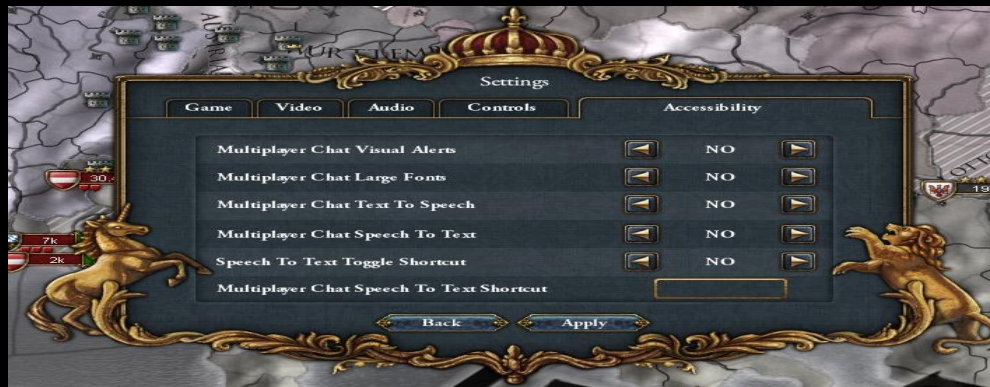 Settings
Game Video Audio Controls Accessibility
Multiplayer Chat Visual Alerts NO
Multiplayer Chat Large Fonts NO
Multiplayer Chat Text To Speech NO
Multiplayer Chat Speech To Text NO
Speech To Text Toggle Shortcut NO
Multiplayer Chat Speech To Text Shortcut
Back Apply
7k
2k